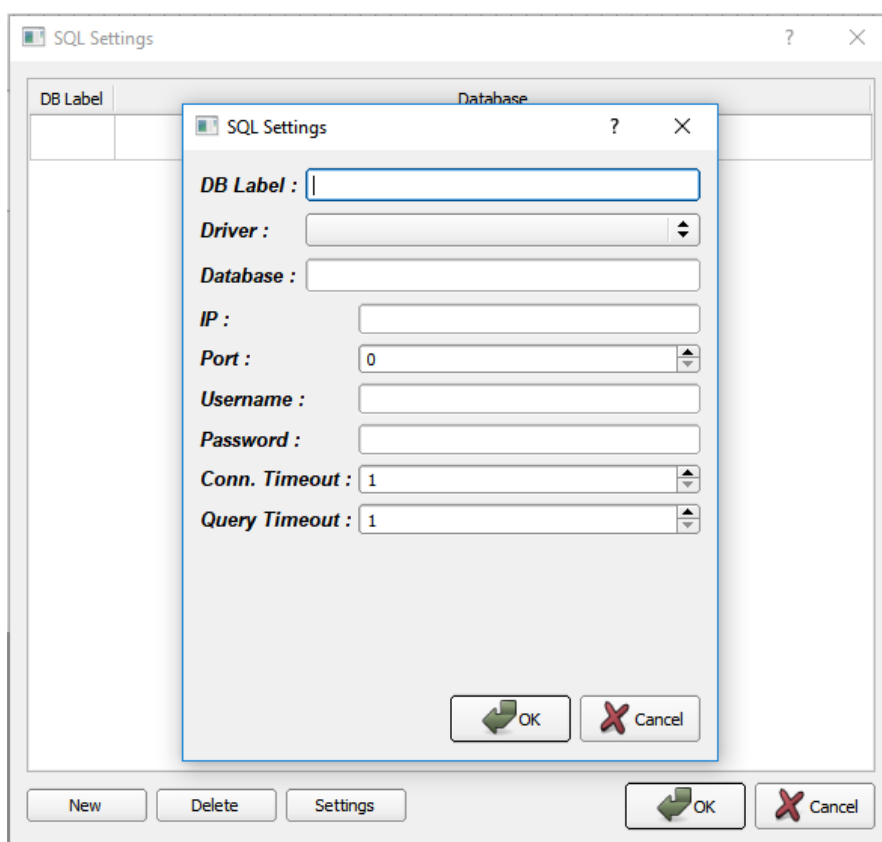 SQL Settings ?
DB Label Database
SQL Settings ?
DB Label :
Driver :
Database :
IP :
Port : 0
Username :
Password :
Conn. Timeout : 1
Query Timeout : 1
OK Cancel
New Delete Settings OK Cancel